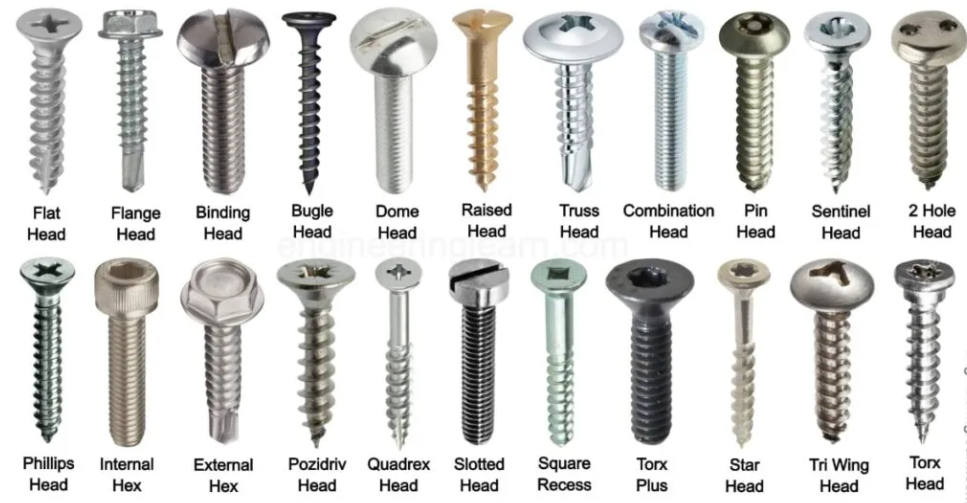 Flat Head
Flange Head
Binding Head
Bugle Head
Dome Head
Raised Head
Truss Head
Combination Head
Pin Head
Sentinel Head
2 Hole Head
engineeringlearn.com
Phillips Head
Internal Hex
External Hex
Pozidriv Head
Quadrex Head
Slotted Head
Square Recess
Torx Plus
Star Head
Tri Wing Head
Torx Head